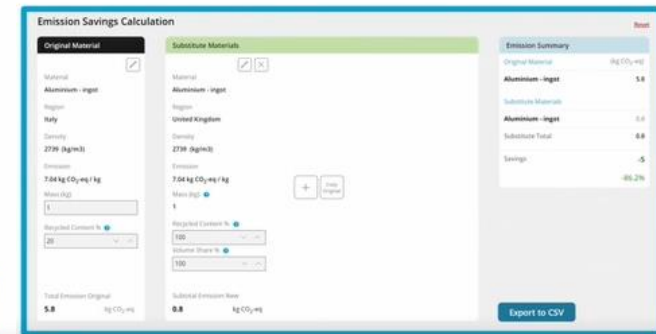 Emission Savings Calculation
Reset
Original Material
Material
Aluminium - ingot
Region
Italy
Density
2739 (kg/m3)
Emission
7.04 kg CO₂-eq / kg
Mass (kg)
1
Recycled Content %
20
Total Emission Original
5.8 kg CO₂-eq
Substitute Materials
Material
Aluminium - ingot
Region
United Kingdom
Density
2739 (kg/m3)
Emission
7.04 kg CO₂-eq / kg
Mass (kg)
1
Recycled Content %
100
Volume Share %
100
Subtotal Emission New
0.8 kg CO₂-eq
+
Copy
Original
Emission Summary
Original Material (kg CO₂-eq)
Aluminium - ingot 5.8
Substitute Materials
Aluminium - ingot 0.8
Substitute Total 0.8
Savings -5
-86.2%
Export to CSV